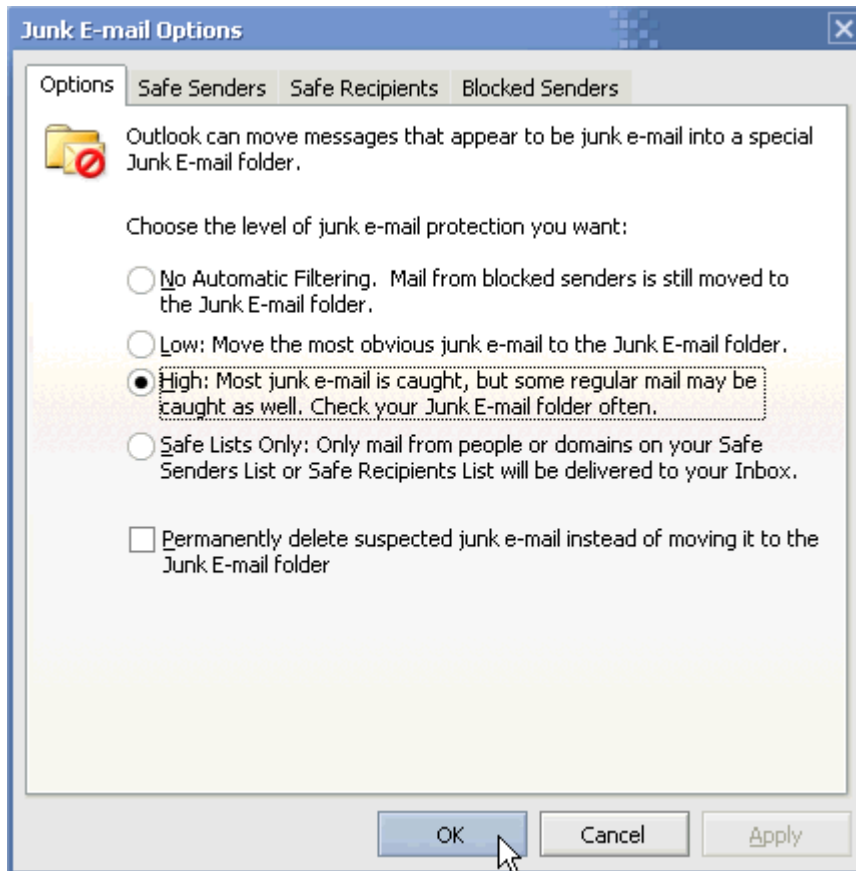 Junk E-mail Options
Options
Safe Senders
Safe Recipients
Blocked Senders
Outlook can move messages that appear to be junk e-mail into a special
Junk E-mail folder.
Choose the level of junk e-mail protection you want:
No Automatic Filtering.  Mail from blocked senders is still moved to
the Junk E-mail folder.
Low: Move the most obvious junk e-mail to the Junk E-mail folder.
High: Most junk e-mail is caught, but some regular mail may be
caught as well. Check your Junk E-mail folder often.
Safe Lists Only: Only mail from people or domains on your Safe
Senders List or Safe Recipients List will be delivered to your Inbox.
Permanently delete suspected junk e-mail instead of moving it to the
Junk E-mail folder
OK
Cancel
Apply